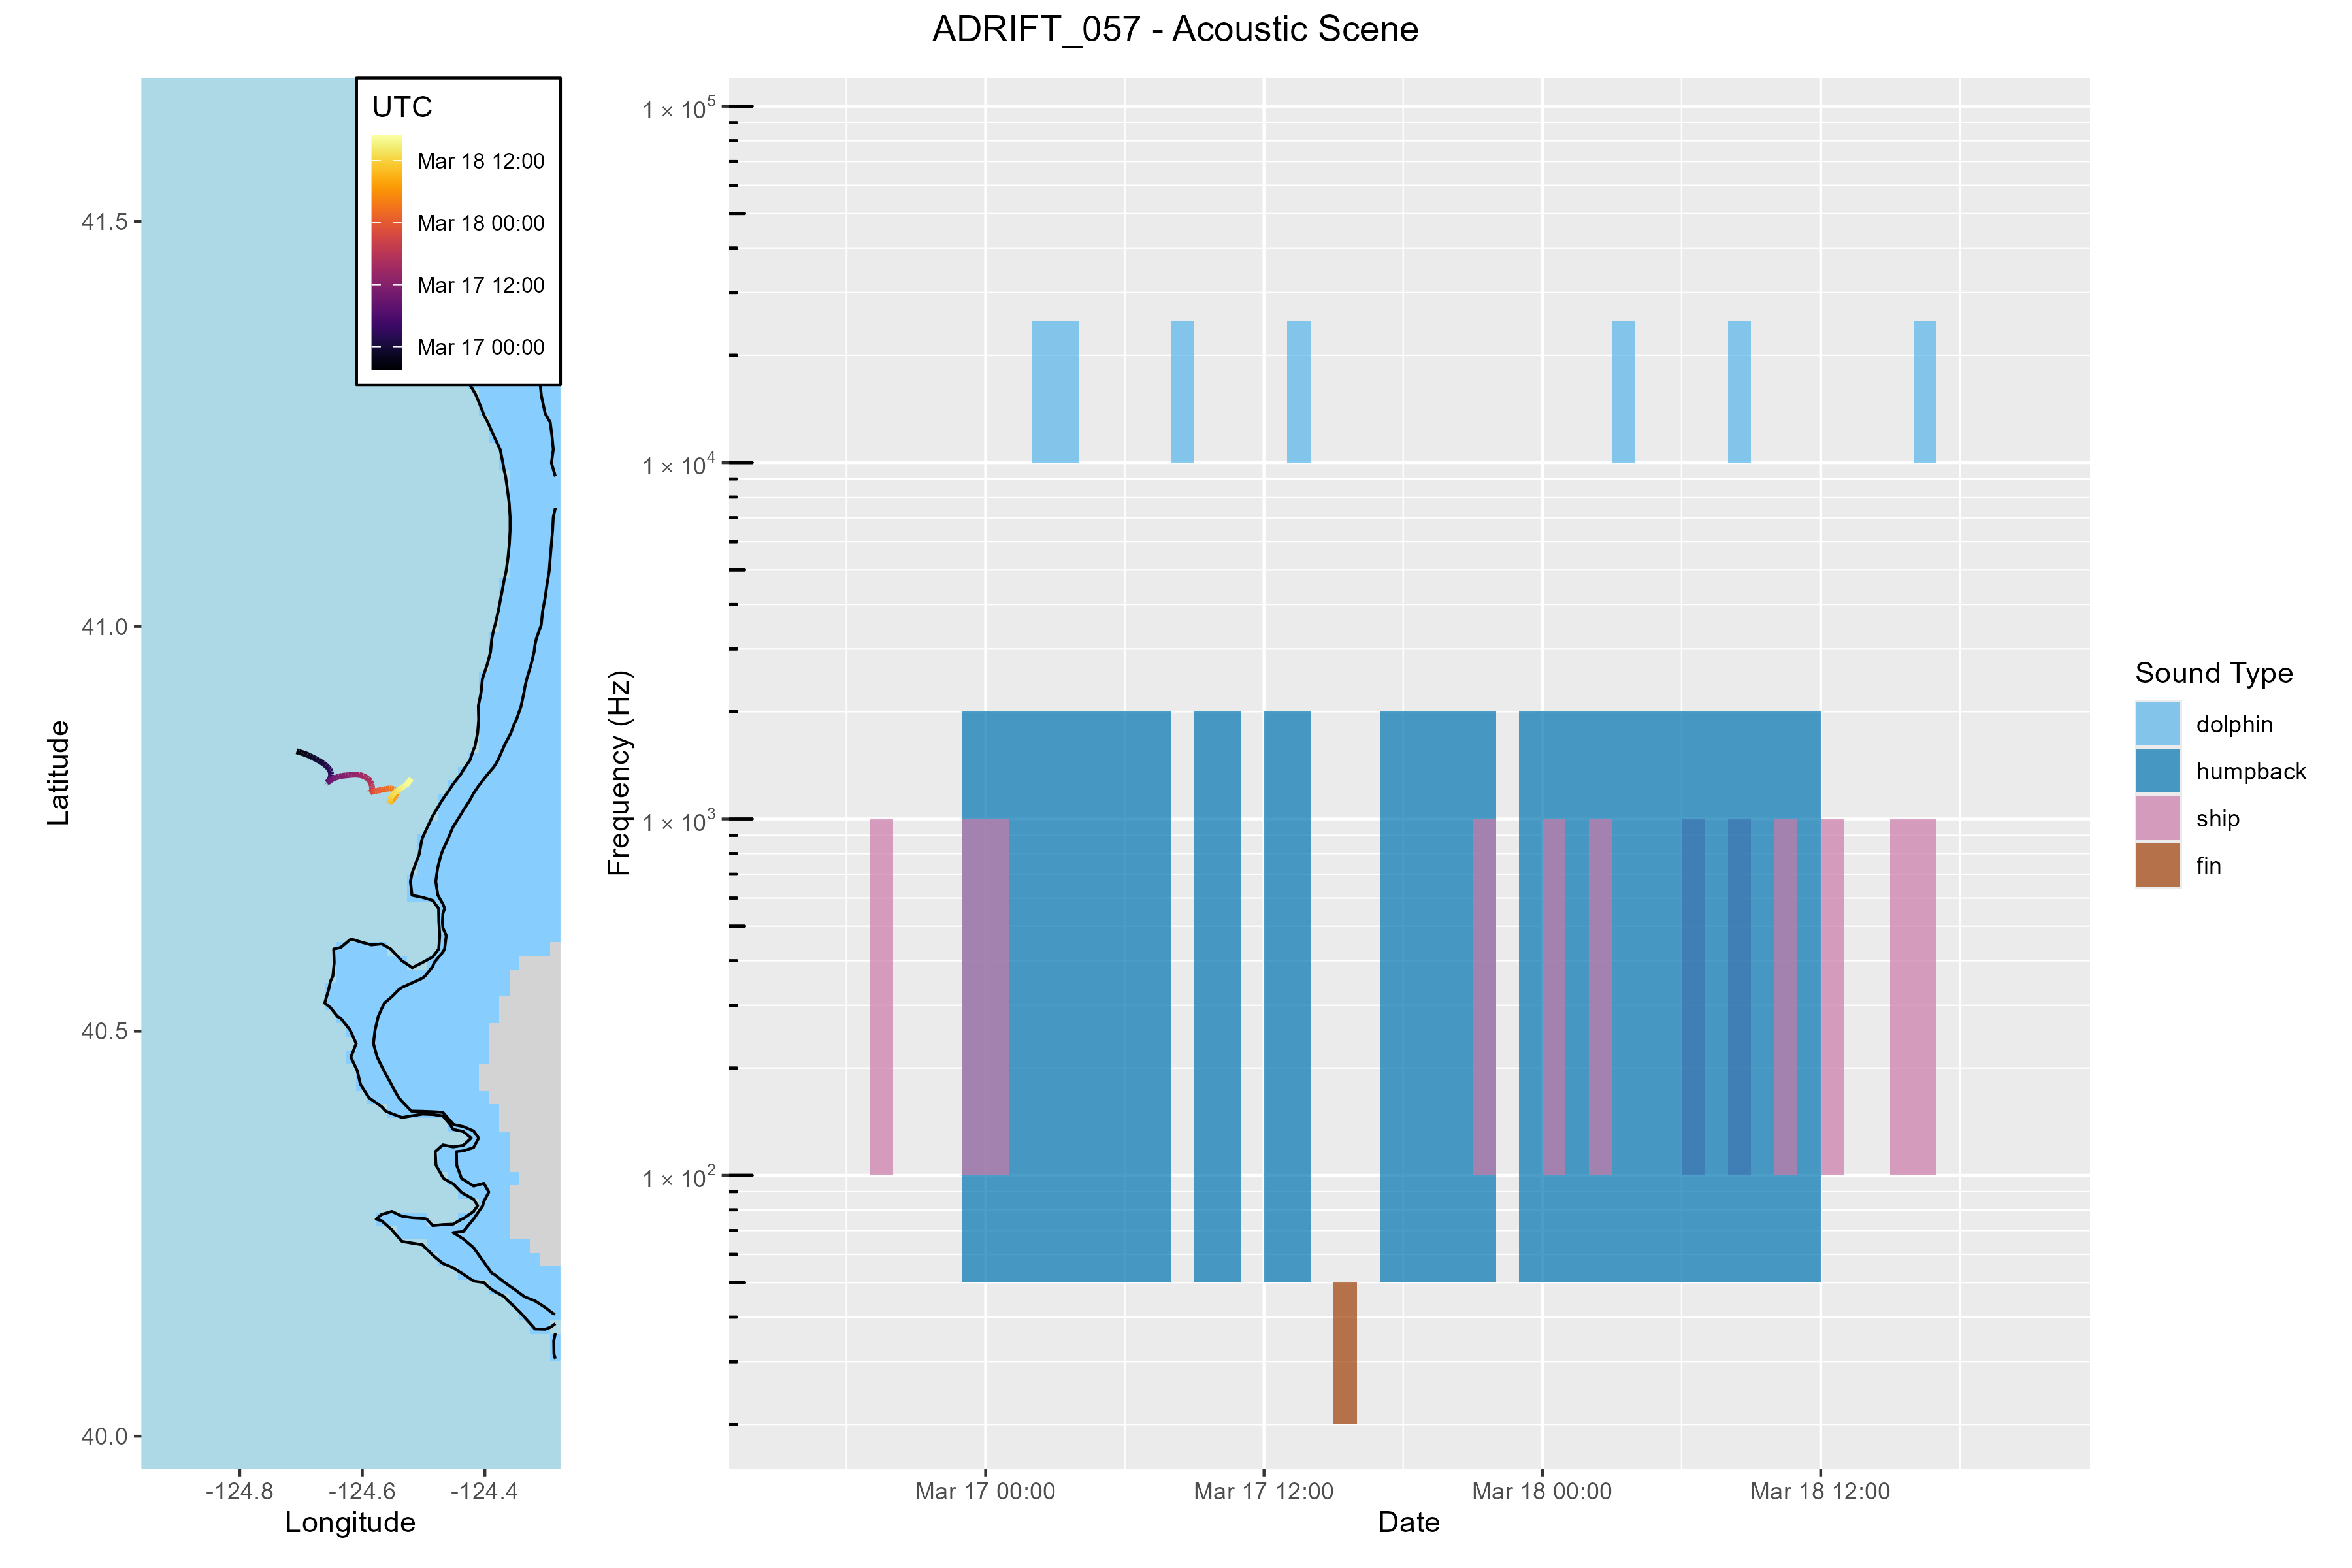 ADRIFT_057 - Acoustic Scene
UTC
Mar 18 12:00
Mar 18 00:00
Mar 17 12:00
Mar 17 00:00
41.5
41.0
40.5
40.0
Latitude
-124.8
-124.6
-124.4
Longitude
1 × 10⁵
1 × 10⁴
1 × 10³
1 × 10²
Frequency (Hz)
Mar 17 00:00
Mar 17 12:00
Mar 18 00:00
Mar 18 12:00
Date
Sound Type
dolphin
humpback
ship
fin